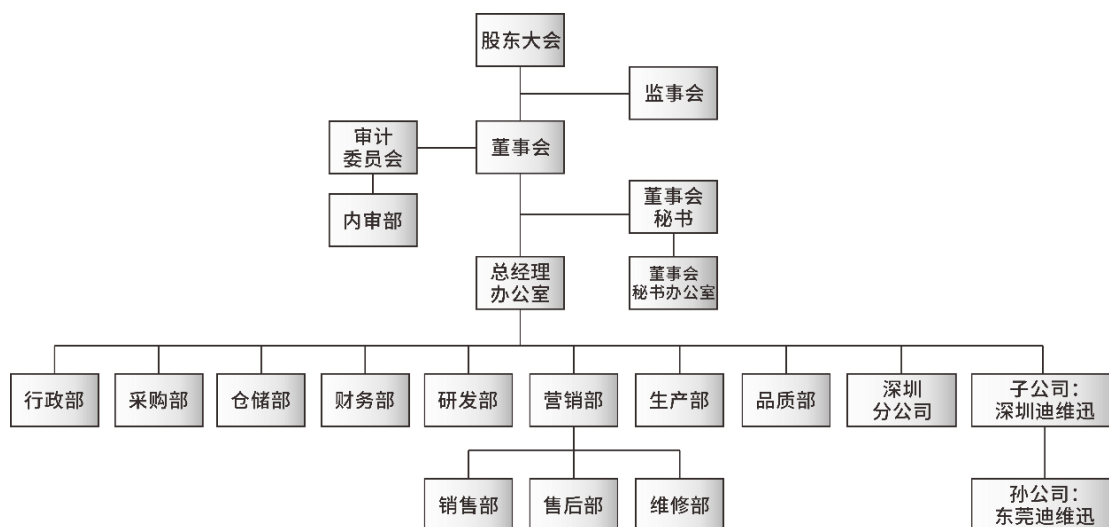 股东大会
监事会
审计
委员会
董事会
内审部
董事会
秘书
总经理
办公室
董事会
秘书办公室
行政部
采购部
仓储部
财务部
研发部
营销部
生产部
品质部
深圳
分公司
子公司：
深圳迪维迅
销售部
售后部
维修部
孙公司：
东莞迪维迅